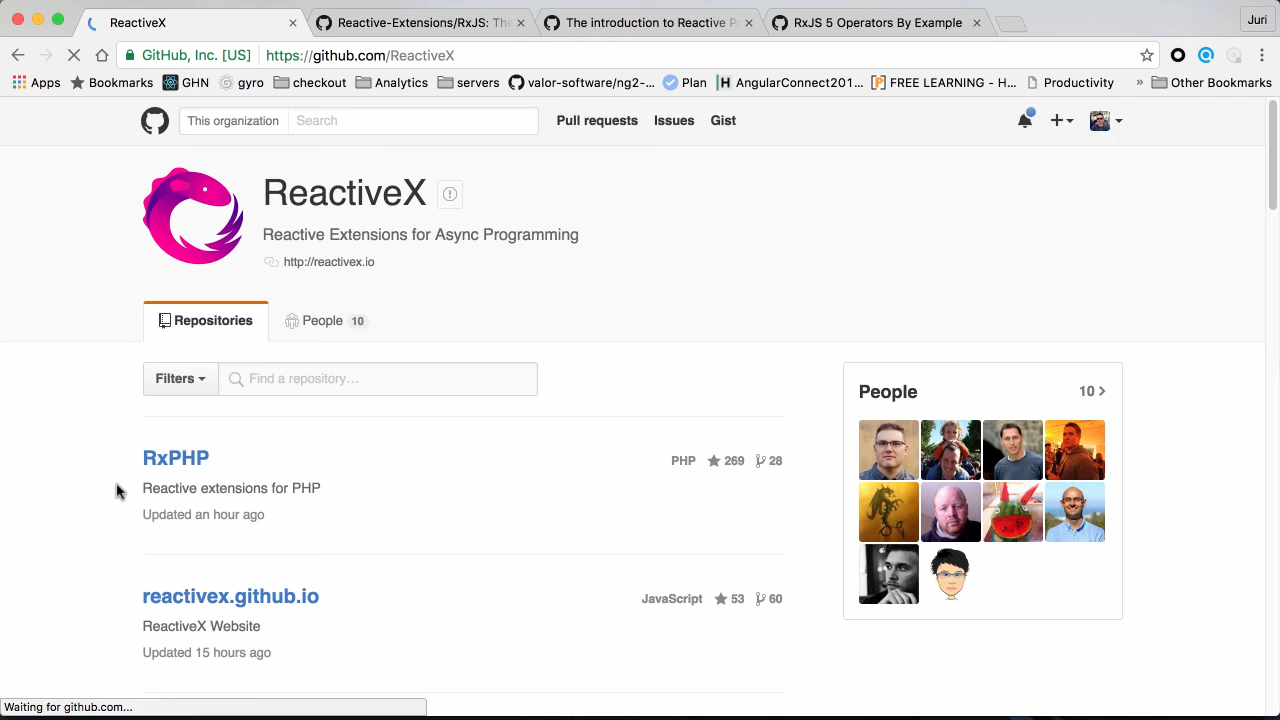 ReactiveX
Reactive-Extensions/RxJS: The
The introduction to Reactive P
RxJS 5 Operators By Example
Juri
GitHub, Inc. [US]
https://github.com/ReactiveX
Apps
Bookmarks
GHN
gyro
checkout
Analytics
servers
valor-software/ng2-...
Plan
AngularConnect201...
FREE LEARNING - H...
Productivity
»
Other Bookmarks
This organization
Search
Pull requests
Issues
Gist
ReactiveX
Reactive Extensions for Async Programming
http://reactivex.io
Repositories
People 10
Filters
Find a repository…
People
10
RxPHP
PHP 269 28
Reactive extensions for PHP
Updated an hour ago
reactivex.github.io
JavaScript 53 60
ReactiveX Website
Updated 15 hours ago
Waiting for github.com...